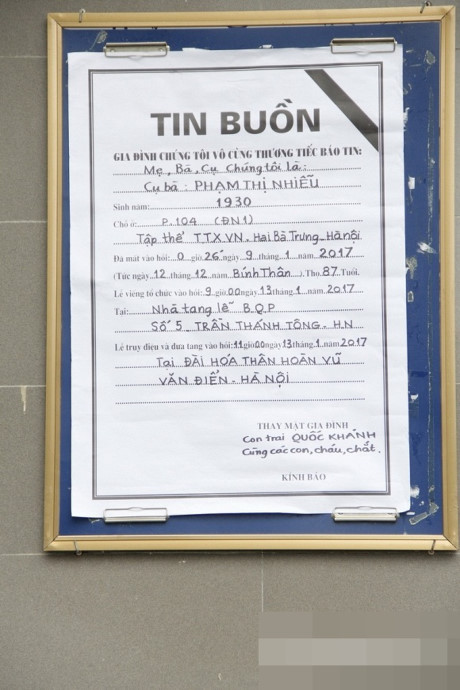 TIN BUỒN
GIA ĐÌNH CHÚNG TÔI VÔ CÙNG THƯƠNG TIẾC BÁO TIN:
Mẹ, Bà, Cụ Chúng tôi là:
Cụ bà: PHẠM THỊ NHIỄU
Sinh năm: 1930
Chỗ ở: P.104 (ĐN1)
Tập thể T.T.X.VN. Hai Bà Trưng-Hà nội
Đã mất vào hồi: 0 giờ 26 ngày 9 tháng 1 năm 2017
(Tức ngày 12 tháng 12 năm Bính Thân). Thọ 87 Tuổi.
Lễ viếng tổ chức vào hồi: 9 giờ 00 ngày 13 tháng 1 năm 2017
Tại: Nhà tang lễ B.Q.P
Số 5. TRẦN THÁNH TÔNG. H.N
Lễ truy điệu và đưa tang vào hồi: 11 giờ 00 ngày 13 tháng 1 năm 2017
Tại ĐÀI HÓA THÂN HOÀN VŨ
VĂN ĐIỂN. HÀ NỘI
THAY MẶT GIA ĐÌNH
Con trai QUỐC KHÁNH
Cùng các con, cháu, chắt.
KÍNH BÁO